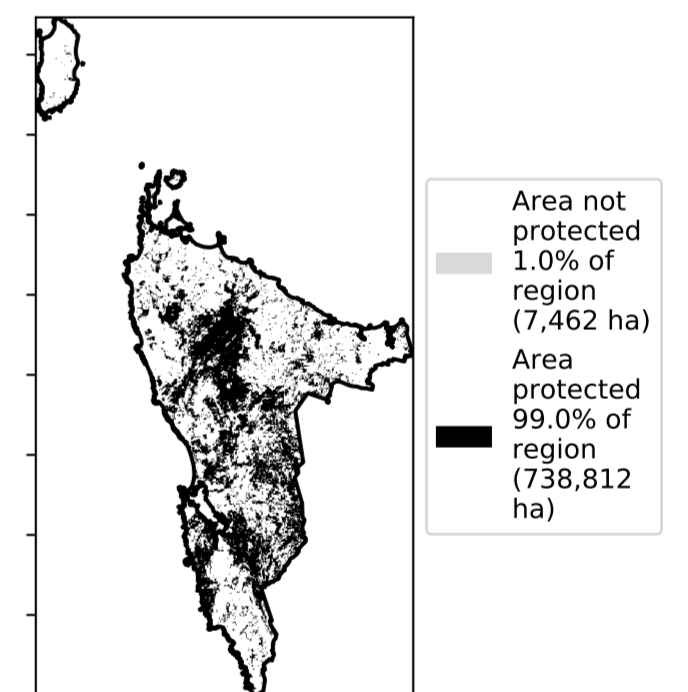 Area not
protected
1.0% of
region
(7,462 ha)
Area
protected
99.0% of
region
(738,812
ha)